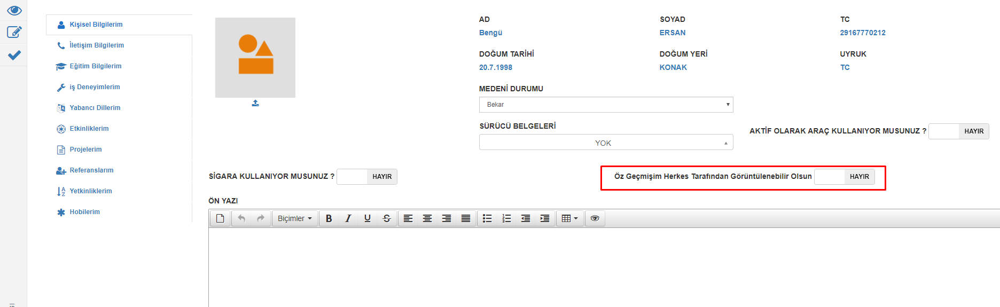 Kişisel Bilgilerim
İletişim Bilgilerim
Eğitim Bilgilerim
iş Deneyimlerim
Yabancı Dillerim
Etkinliklerim
Projelerim
Referanslarım
Yetkinliklerim
Hobilerim
AD SOYAD TC
Bengü ERSAN 29167770212
DOĞUM TARİHİ DOĞUM YERİ UYRUK
20.7.1998 KONAK TC
MEDENİ DURUMU
Bekar
SÜRÜCÜ BELGELERİ
YOK
AKTİF OLARAK ARAÇ KULLANIYOR MUSUNUZ ? HAYIR
SİGARA KULLANIYOR MUSUNUZ ? HAYIR
Öz Geçmişim Herkes Tarafından Görüntülenebilir Olsun HAYIR
ÖN YAZI
Biçimler